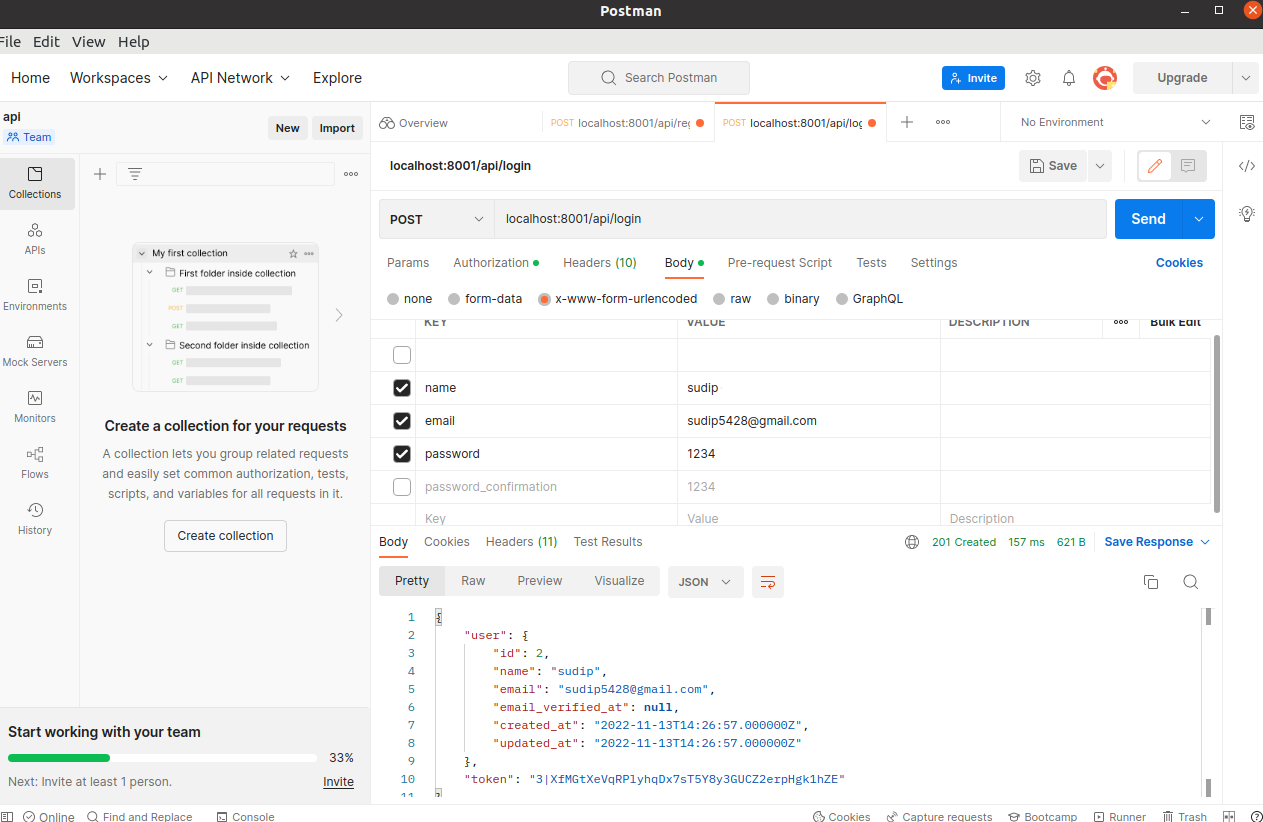 Postman
File Edit View Help
Home Workspaces API Network Explore Search Postman Invite Upgrade
api
Team
New Import
Overview POST localhost:8001/api/reg POST localhost:8001/api/log No Environment
Collections
APIs
Environments
Mock Servers
Monitors
Flows
History
My first collection
First folder inside collection
GET
POST
GET
Second folder inside collection
GET
GET
Create a collection for your requests
A collection lets you group related requests
and easily set common authorization, tests,
scripts, and variables for all requests in it.
Create collection
Start working with your team
33%
Next: Invite at least 1 person. Invite
localhost:8001/api/login Save
POST localhost:8001/api/login Send
Params Authorization Headers (10) Body Pre-request Script Tests Settings Cookies
none form-data x-www-form-urlencoded raw binary GraphQL
KEY VALUE DESCRIPTION Bulk Edit
name sudip
email sudip5428@gmail.com
password 1234
password_confirmation 1234
Key Value Description
Body Cookies Headers (11) Test Results 201 Created 157 ms 621 B Save Response
Pretty Raw Preview Visualize JSON
1 {
2 "user": {
3 "id": 2,
4 "name": "sudip",
5 "email": "sudip5428@gmail.com",
6 "email_verified_at": null,
7 "created_at": "2022-11-13T14:26:57.000000Z",
8 "updated_at": "2022-11-13T14:26:57.000000Z"
9 },
10 "token": "3|XfMGtXeVqRPlyhqDx7sT5Y8y3GUCZ2erpHgk1hZE"
11 }
Online Find and Replace Console Cookies Capture requests Bootcamp Runner Trash